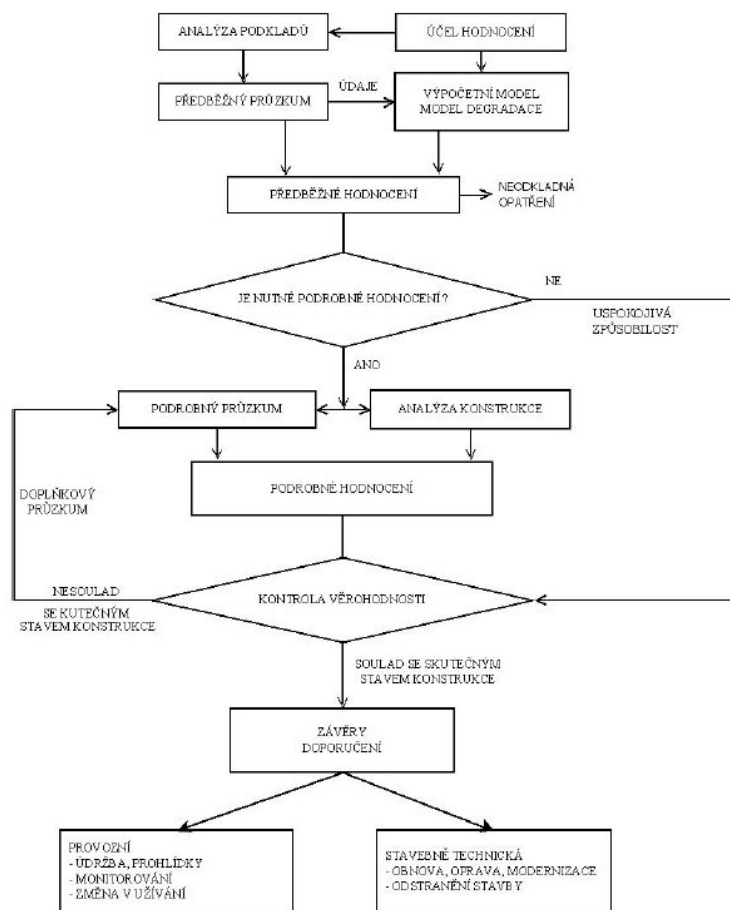 ANALÝZA PODKLADŮ
ÚČEL HODNOCENÍ
PŘEDBĚŽNÝ PRŮZKUM
ÚDAJE
VÝPOČETNÍ MODEL
MODEL DEGRADACE
PŘEDBĚŽNÉ HODNOCENÍ
NEODKLADNÁ
OPATŘENÍ
JE NUTNÉ PODROBNÉ HODNOCENÍ ?
NE
USPOKOJIVÁ
ZPŮSOBILOST
ANO
PODROBNÝ PRŮZKUM
ANALÝZA KONSTRUKCE
DOPLŇKOVÝ
PRŮZKUM
PODROBNÉ HODNOCENÍ
KONTROLA VĚROHODNOSTI
NESOULAD
SE KUTEČNÝM
STAVEM KONSTRUKCE
SOULAD SE SKUTEČNÝM
STAVEM KONSTRUKCE
ZÁVĚRY
DOPORUČENÍ
PROVOZNÍ
- ÚDRŽBA, PROHLÍDKY
- MONITOROVÁNÍ
- ZMĚNA V UŽÍVÁNÍ
STAVEBNĚ TECHNICKÁ
- OBNOVA, OPRAVA, MODERNIZACE
- ODSTRANĚNÍ STAVBY